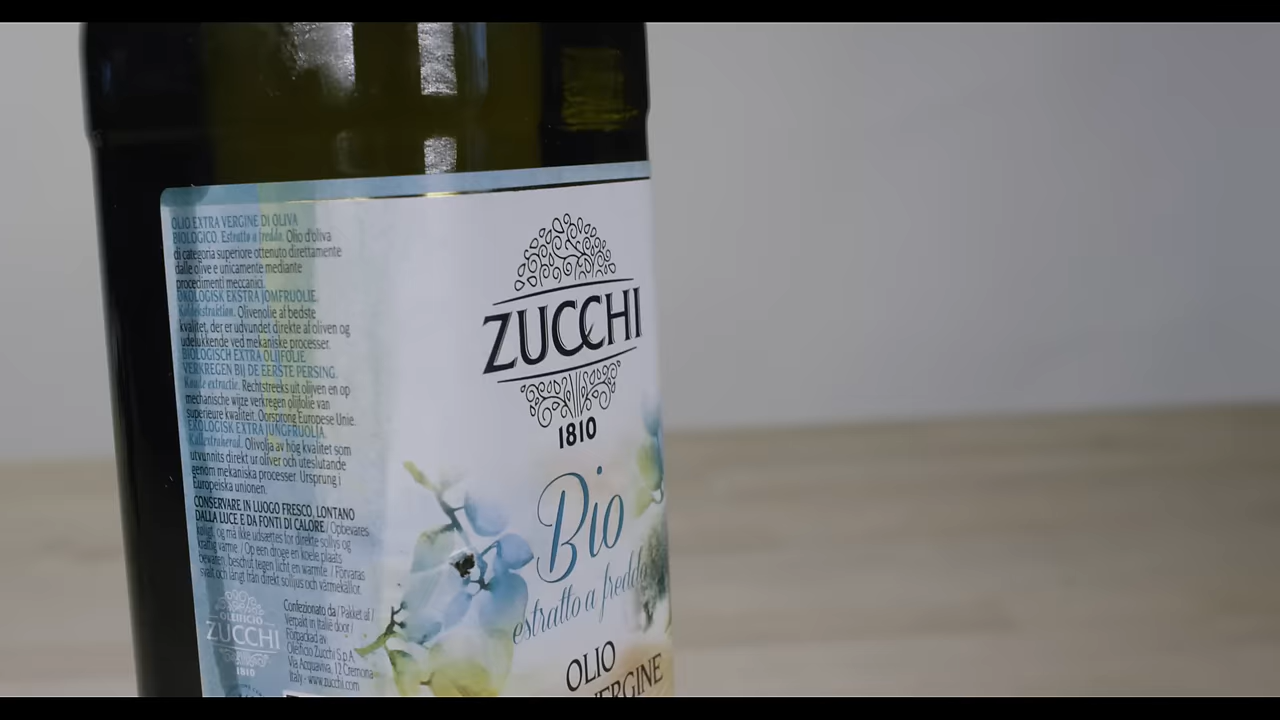 OLIO EXTRA VERGINE DI OLIVA
BIOLOGICO. Estratto a freddo. Olio d'oliva
di categoria superiore ottenuto direttamente
dalle olive e unicamente mediante
procedimenti meccanici.
ØKOLOGISK EKSTRA JOMFRUOLIE.
Koldekstraktion. Olivenolie af bedste
kvalitet, der er udvundet direkte af oliven og
udelukkende ved mekaniske processer.
BIOLOGISCH EXTRA OLIJFOLIE
VERKREGEN BIJ DE EERSTE PERSING.
Koude extractie. Rechtstreeks uit olijven en op
mechanische wijze verkregen olijfolie van
superieure kwaliteit. Oorsprong Europese Unie.
EKOLOGISK EXTRA JUNGFRUOLJA.
Kallextraherad. Olivolja av hög kvalitet som
utvunnits direkt ur oliver och uteslutande
genom mekaniska processer. Ursprung i
Europeiska unionen.
CONSERVARE IN LUOGO FRESCO, LONTANO
DALLA LUCE E DA FONTI DI CALORE / Opbevares
køligt, og må ikke udsættes for direkte sollys og
kraftig varme. / Op een droge en koele plaats
bewaren, beschut tegen licht en warmte. / Förvaras
svalt och långt från direkt solljus och värmekällor.
OLEIFICIO
ZUCCHI
1810
Confezionato da / Pakket af /
Verpakt in Italië door /
Förpackad av
Oleificio Zucchi S.p.A.
Via Acquaviva, 12 Cremona
Italy - www.zucchi.com
ZUCCHI
1810
Bio
estratto a freddo
OLIO
VERGINE